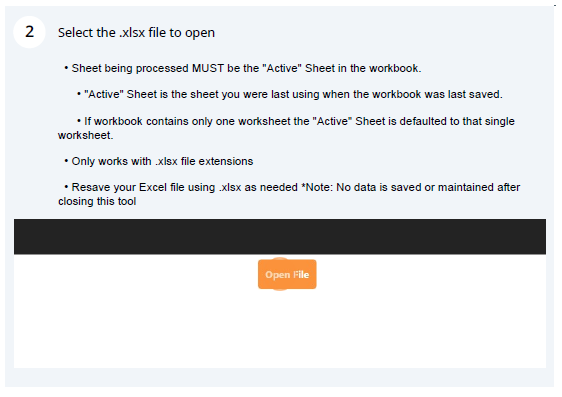 2
Select the .xlsx file to open
• Sheet being processed MUST be the "Active" Sheet in the workbook.
• "Active" Sheet is the sheet you were last using when the workbook was last saved.
• If workbook contains only one worksheet the "Active" Sheet is defaulted to that single
worksheet.
• Only works with .xlsx file extensions
• Resave your Excel file using .xlsx as needed *Note: No data is saved or maintained after
closing this tool
Open File